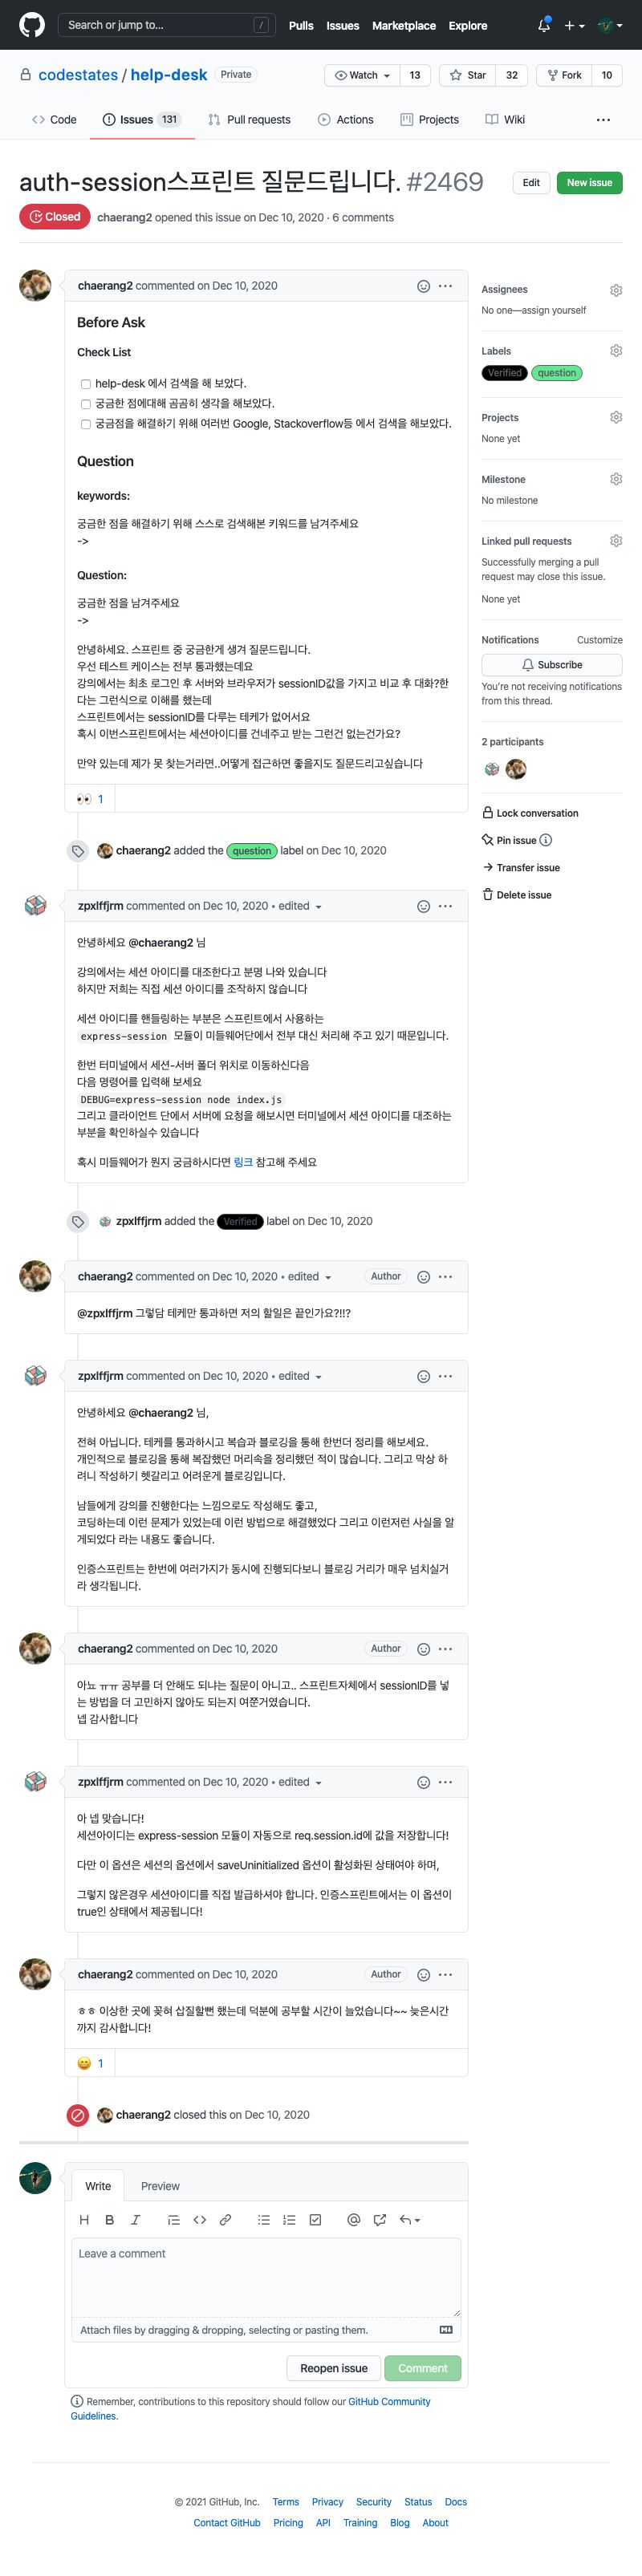 Search or jump to... /
Pulls Issues Marketplace Explore
codestates / help-desk Private
Watch 13 Star 32 Fork 10
Code Issues 131 Pull requests Actions Projects Wiki
auth-session스프린트 질문드립니다. #2469
Edit New issue
Closed chaerang2 opened this issue on Dec 10, 2020 · 6 comments
chaerang2 commented on Dec 10, 2020
Before Ask
Check List
help-desk 에서 검색을 해 보았다.
궁금한 점에대해 곰곰히 생각을 해보았다.
궁금점을 해결하기 위해 여러번 Google, Stackoverflow등 에서 검색을 해보았다.
Question
keywords:
궁금한 점을 해결하기 위해 스스로 검색해본 키워드를 남겨주세요
->
Question:
궁금한 점을 남겨주세요
->
안녕하세요. 스프린트 중 궁금한게 생겨 질문드립니다.
우선 테스트 케이스는 전부 통과했는데요
강의에서는 최초 로그인 후 서버와 브라우저가 sessionID값을 가지고 비교 후 대화?한
다는 그런식으로 이해를 했는데
스프린트에서는 sessionID를 다루는 테케가 없어서요
혹시 이번스프린트에서는 세션아이디를 건네주고 받는 그런건 없는건가요?
만약 있는데 제가 못 찾는거라면..어떻게 접근하면 좋을지도 질문드리고싶습니다
👀 1
Assignees
No one—assign yourself
Labels
Verified question
Projects
None yet
Milestone
No milestone
Linked pull requests
Successfully merging a pull
request may close this issue.
None yet
Notifications Customize
Subscribe
You're not receiving notifications
from this thread.
2 participants
Lock conversation
Pin issue
Transfer issue
Delete issue
chaerang2 added the question label on Dec 10, 2020
zpxlffjrm commented on Dec 10, 2020 • edited
안녕하세요 @chaerang2 님
강의에서는 세션 아이디를 대조한다고 분명 나와 있습니다
하지만 저희는 직접 세션 아이디를 조작하지 않습니다
세션 아이디를 핸들링하는 부분은 스프린트에서 사용하는
express-session 모듈이 미들웨어단에서 전부 대신 처리해 주고 있기 때문입니다.
한번 터미널에서 세션-서버 폴더 위치로 이동하신다음
다음 명령어를 입력해 보세요
DEBUG=express-session node index.js
그리고 클라이언트 단에서 서버에 요청을 해보시면 터미널에서 세션 아이디를 대조하는
부분을 확인하실수 있습니다
혹시 미들웨어가 뭔지 궁금하시다면 링크 참고해 주세요
zpxlffjrm added the Verified label on Dec 10, 2020
chaerang2 commented on Dec 10, 2020 • edited Author
@zpxlffjrm 그렇담 테케만 통과하면 저의 할일은 끝인가요?!!?
zpxlffjrm commented on Dec 10, 2020 • edited
안녕하세요 @chaerang2 님,
전혀 아닙니다. 테케를 통과하시고 복습과 블로깅을 통해 한번더 정리를 해보세요.
개인적으로 블로깅을 통해 복잡했던 머리속을 정리했던 적이 많습니다. 그리고 막상 하
려니 작성하기 헷갈리고 어려운게 블로깅입니다.
남들에게 강의를 진행한다는 느낌으로도 작성해도 좋고,
코딩하는데 이런 문제가 있었는데 이런 방법으로 해결했었다 그리고 이런저런 사실을 알
게되었다 라는 내용도 좋습니다.
인증스프린트는 한번에 여러가지가 동시에 진행되다보니 블로깅 거리가 매우 넘치실거
라 생각됩니다.
chaerang2 commented on Dec 10, 2020 Author
아뇨 ㅠㅠ 공부를 더 안해도 되냐는 질문이 아니고.. 스프린트자체에서 sessionID를 넣
는 방법을 더 고민하지 않아도 되는지 여쭌거였습니다.
넵 감사합니다
zpxlffjrm commented on Dec 10, 2020 • edited
아 넵 맞습니다!
세션아이디는 express-session 모듈이 자동으로 req.session.id에 값을 저장합니다!
다만 이 옵션은 세션의 옵션에서 saveUninitialized 옵션이 활성화된 상태여야 하며,
그렇지 않은경우 세션아이디를 직접 발급하셔야 합니다. 인증스프린트에서는 이 옵션이
true인 상태에서 제공됩니다!
chaerang2 commented on Dec 10, 2020 Author
ㅎㅎ 이상한 곳에 꽂혀 삽질할뻔 했는데 덕분에 공부할 시간이 늘었습니다~~ 늦은시간
까지 감사합니다!
😄 1
chaerang2 closed this on Dec 10, 2020
Write Preview
Leave a comment
Attach files by dragging & dropping, selecting or pasting them.
Reopen issue Comment
Remember, contributions to this repository should follow our GitHub Community
Guidelines.
© 2021 GitHub, Inc. Terms Privacy Security Status Docs
Contact GitHub Pricing API Training Blog About